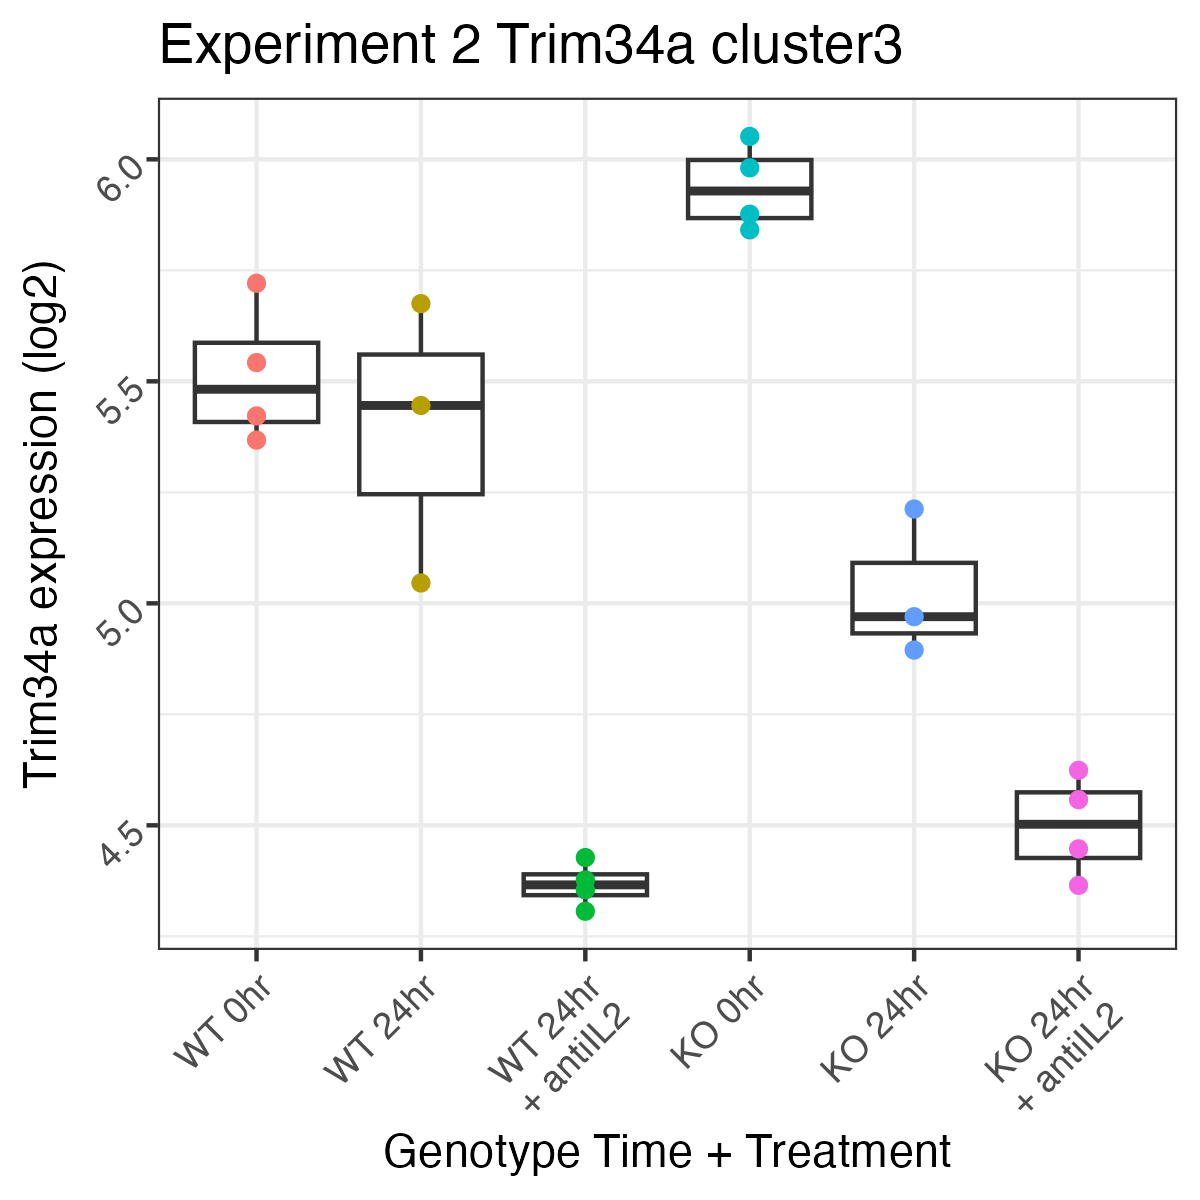 Experiment 2 Trim34a cluster3
Trim34a expression (log2)
6.0
5.5
5.0
4.5
WT 0hr
WT 24hr
WT 24hr
+ antiIL2
KO 0hr
KO 24hr
KO 24hr
+ antiIL2
Genotype Time + Treatment